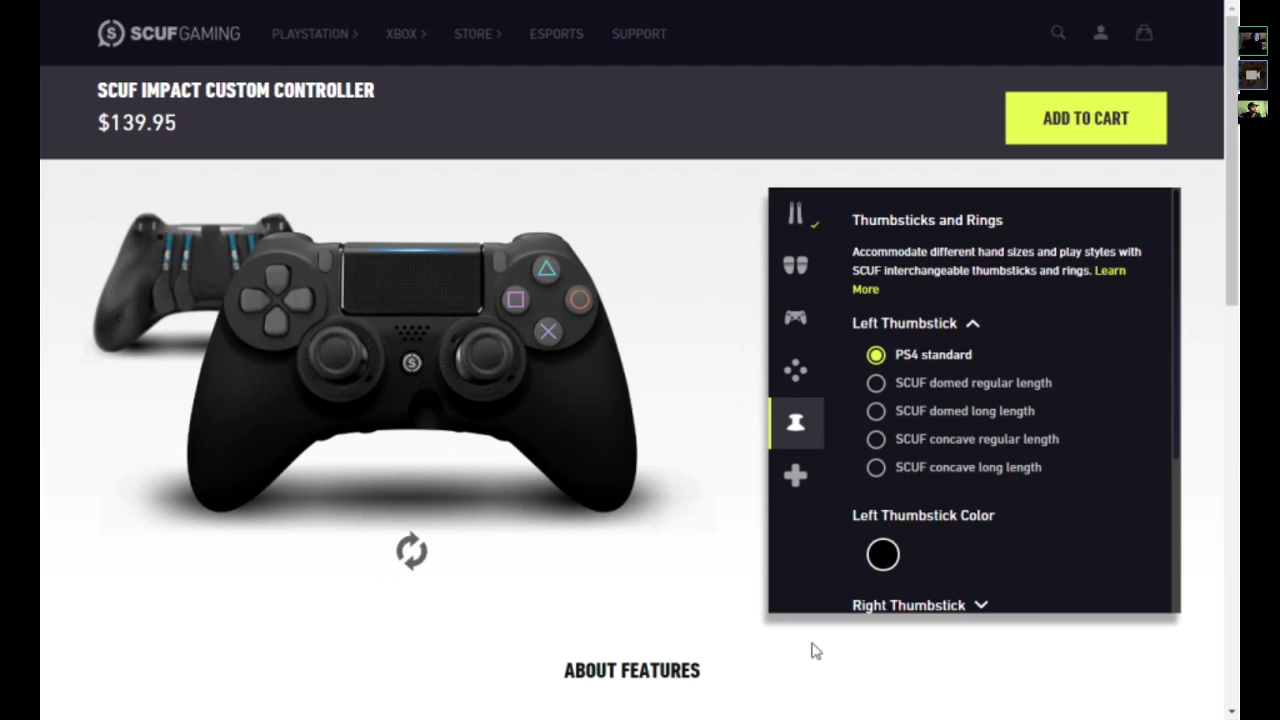 SCUFGAMING
PLAYSTATION >
XBOX >
STORE >
ESPORTS
SUPPORT
SCUF IMPACT CUSTOM CONTROLLER
$139.95
ADD TO CART
Thumbsticks and Rings
Accommodate different hand sizes and play styles with
SCUF interchangeable thumbsticks and rings. Learn
More
Left Thumbstick
PS4 standard
SCUF domed regular length
SCUF domed long length
SCUF concave regular length
SCUF concave long length
Left Thumbstick Color
Right Thumbstick
ABOUT FEATURES